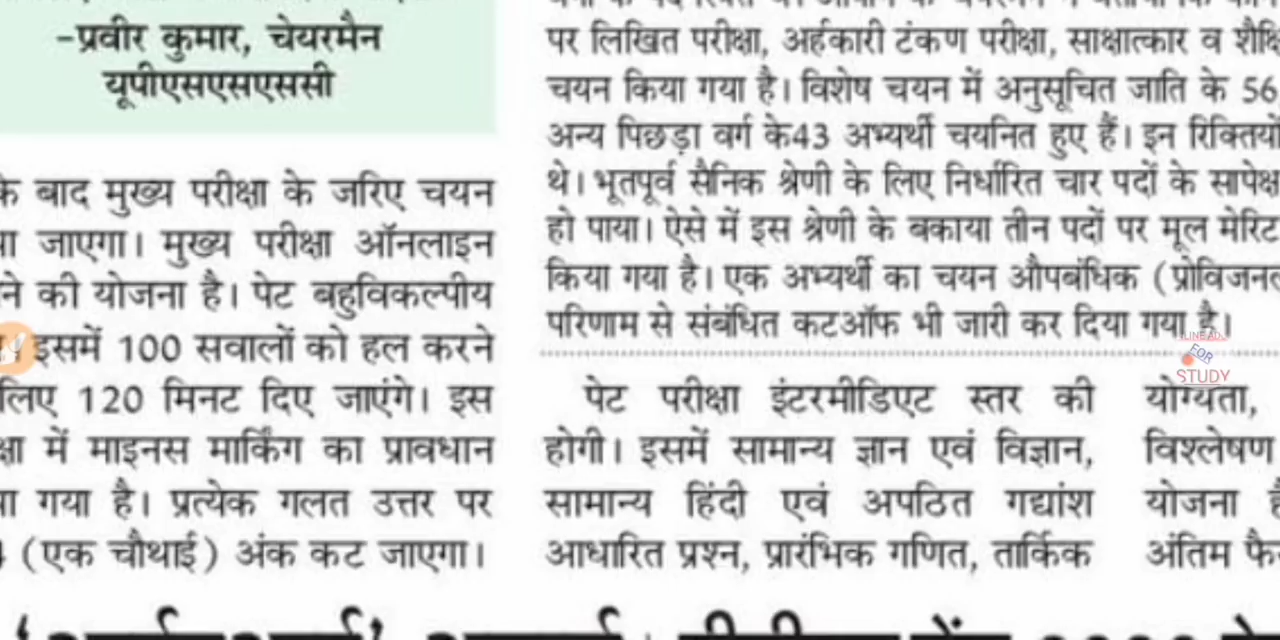 -प्रवीर कुमार, चेयरमैन
यूपीएसएसएससी
के बाद मुख्य परीक्षा के जरिए चयन
जाएगा। मुख्य परीक्षा ऑनलाइन
की योजना है। पेट बहुविकल्पीय
इसमें 100 सवालों को हल करने
लिए 120 मिनट दिए जाएंगे। इस
में माइनस मार्किंग का प्रावधान
गया है। प्रत्येक गलत उत्तर पर
(एक चौथाई) अंक कट जाएगा।
पर लिखित परीक्षा, अर्हकारी टंकण परीक्षा, साक्षात्कार व
चयन किया गया है। विशेष चयन में अनुसूचित जाति के 56
अन्य पिछड़ा वर्ग के43 अभ्यर्थी चयनित हुए हैं। इन
थे। भूतपूर्व सैनिक श्रेणी के लिए निर्धारित चार पदों के सापेक्ष
हो पाया। ऐसे में इस श्रेणी के बकाया तीन पदों पर मूल मेरिट
किया गया है। एक अभ्यर्थी का चयन औपबंधिक
परिणाम से संबंधित कटऑफ भी जारी कर दिया गया है।
FOR
STUDY
पेट परीक्षा इंटरमीडिएट स्तर की
होगी। इसमें सामान्य ज्ञान एवं विज्ञान,
सामान्य हिंदी एवं अपठित गद्यांश
आधारित प्रश्न, प्रारंभिक गणित, तार्किक
योग्यता,
विश्लेषण
योजना
अंतिम